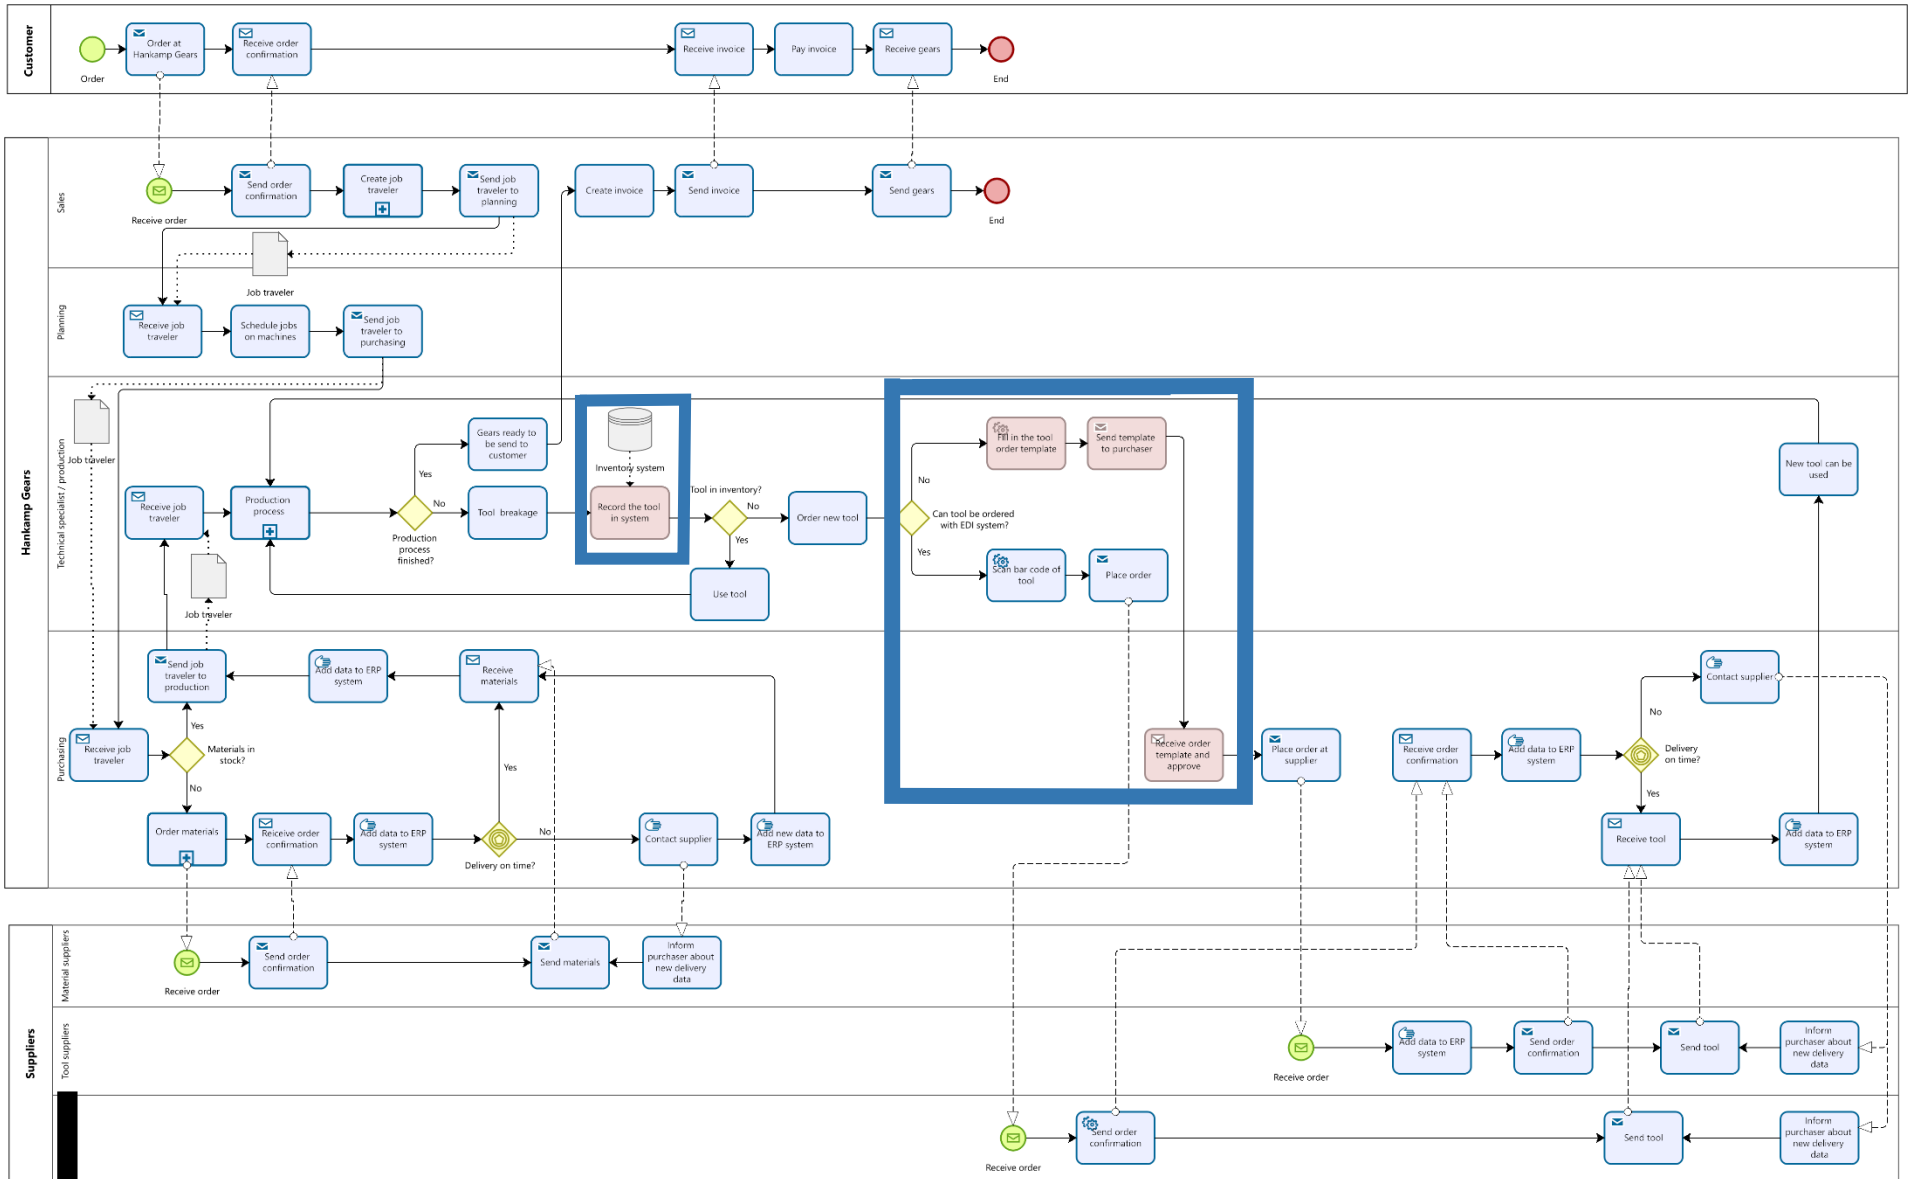 Customer
Order
Order at
Hankamp Gears
Receive order
confirmation
Receive invoice
Pay invoice
Receive gears
End
Hankamp Gears
Sales
Receive order
Send order
confirmation
Create job
traveler
Send job
traveler to
planning
Create invoice
Send invoice
Send gears
End
Job traveler
Planning
Receive job
traveler
Schedule jobs
on machines
Send job
traveler to
purchasing
Technical specialist / production
Job traveler
Receive job
traveler
Production
process
Job traveler
Production
process
finished?
Yes
No
Gears ready to
be send to
customer
Tool breakage
Inventory system
Record the tool
in system
Tool in inventory?
No
Yes
Use tool
Order new tool
Can tool be ordered
with EDI system?
No
Yes
Fill in the tool
order template
Send template
to purchaser
Scan bar code of
tool
Place order
New tool can be
used
Purchasing
Receive job
traveler
Send job
traveler to
production
Yes
Materials in
stock?
No
Order materials
Add data to ERP
system
Receive
materials
Reiceive order
confirmation
Add data to ERP
system
Yes
Delivery on time?
No
Contact supplier
Add new data to
ERP system
Receive order
template and
approve
Place order at
supplier
Receive order
confirmation
Add data to ERP
system
Delivery
on time?
No
Yes
Contact supplier
Receive tool
Add data to ERP
system
Suppliers
Material suppliers
Receive order
Send order
confirmation
Send materials
Inform
purchaser about
new delivery
data
Tool suppliers
Receive order
Add data to ERP
system
Send order
confirmation
Send tool
Inform
purchaser about
new delivery
data
Receive order
Send order
confirmation
Send tool
Inform
purchaser about
new delivery
data